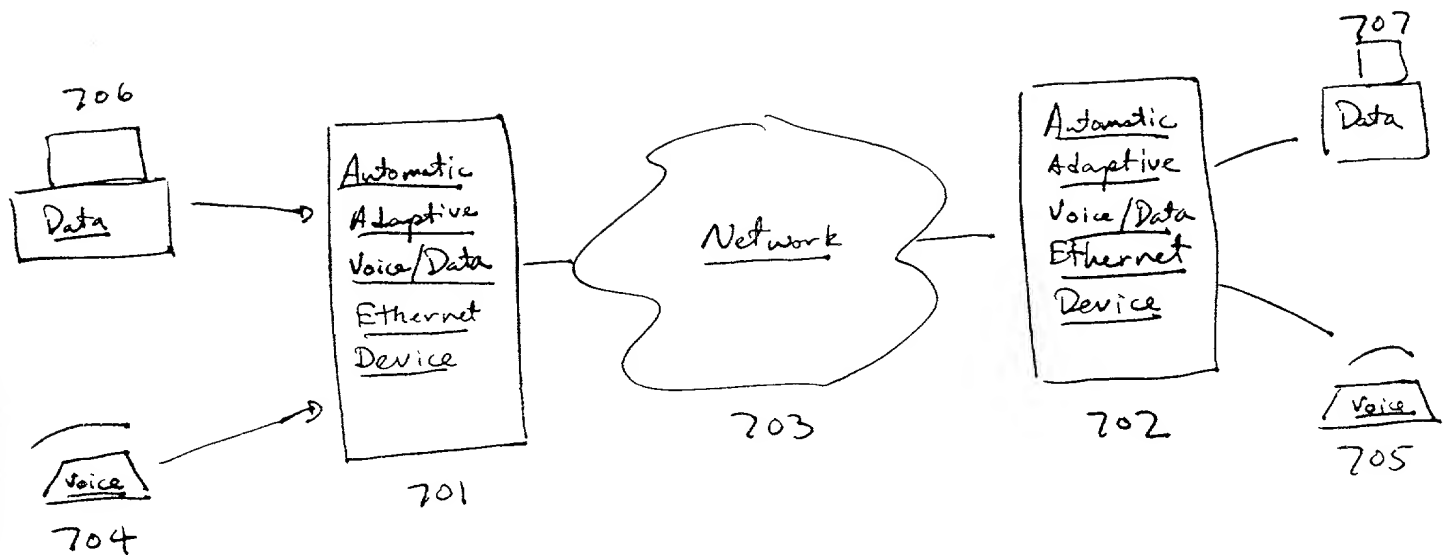 706
Data
Voice
704
Automatic
Adaptive
Voice/Data
Ethernet
Device
701
Network
703
Automatic
Adaptive
Voice/Data
Ethernet
Device
702
707
Data
Voice
705